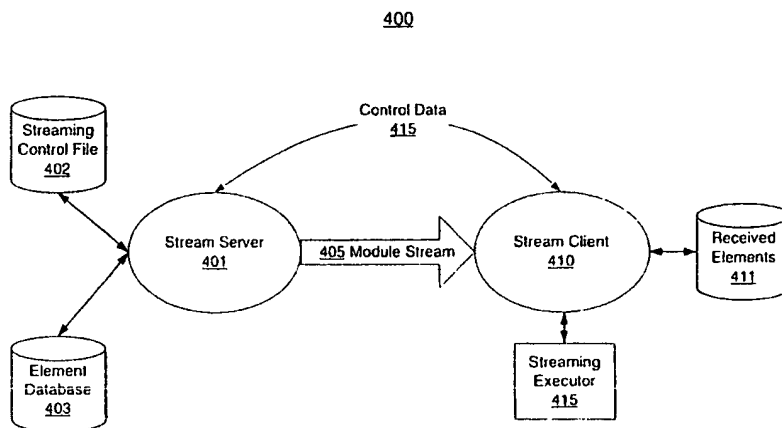 400
Control Data
415
Streaming
Control File
402
Stream Server
401
405 Module Stream
Stream Client
410
Received
Elements
411
Element
Database
403
Streaming
Executor
415